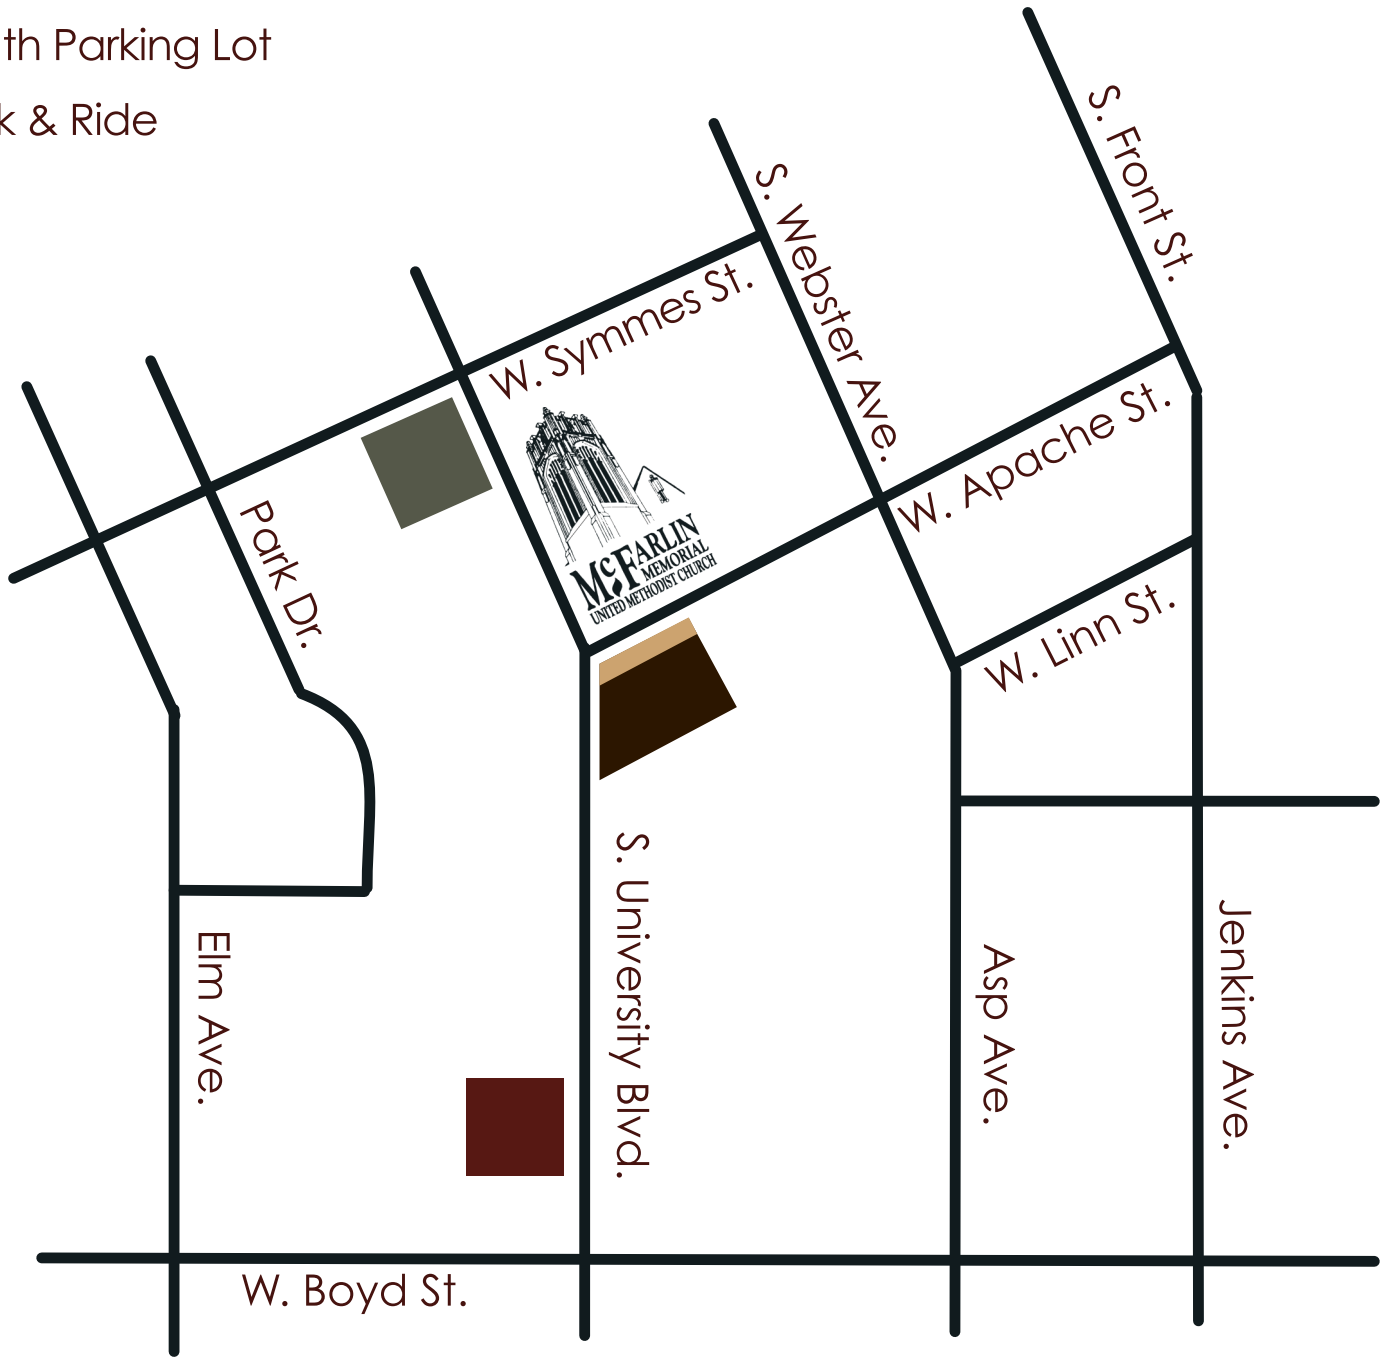 th Parking Lot
k & Ride
S. Front St.
S. Webster Ave.
W. Symmes St.
W. Apache St.
McFARLIN
MEMORIAL
UNITED METHODIST CHURCH
Park Dr.
W. Linn St.
S. University Blvd.
Elm Ave.
Asp Ave.
Jenkins Ave.
W. Boyd St.